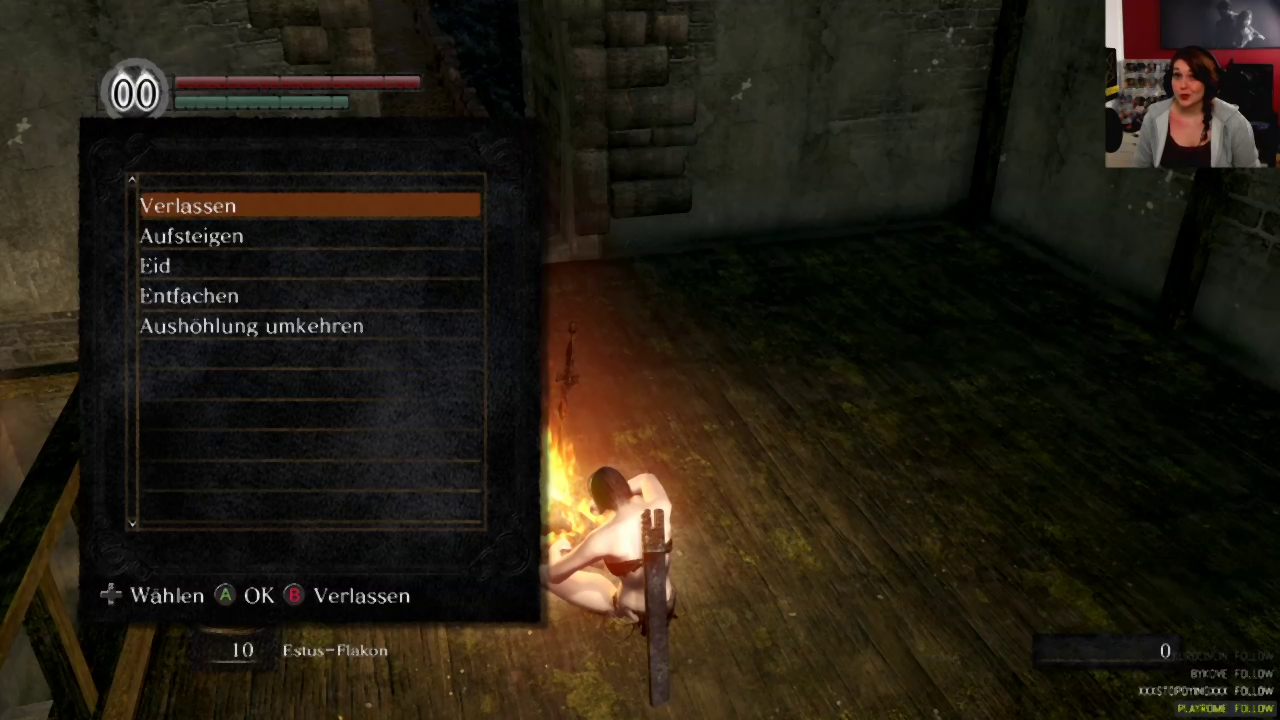 00
Verlassen
Aufsteigen
Eid
Entfachen
Aushöhlung umkehren
Wählen A OK B Verlassen
10 Estus-Flakon
0
FOLLOW
BYKOVE FOLLOW
FOLLOW
PLAYROME FOLLOW